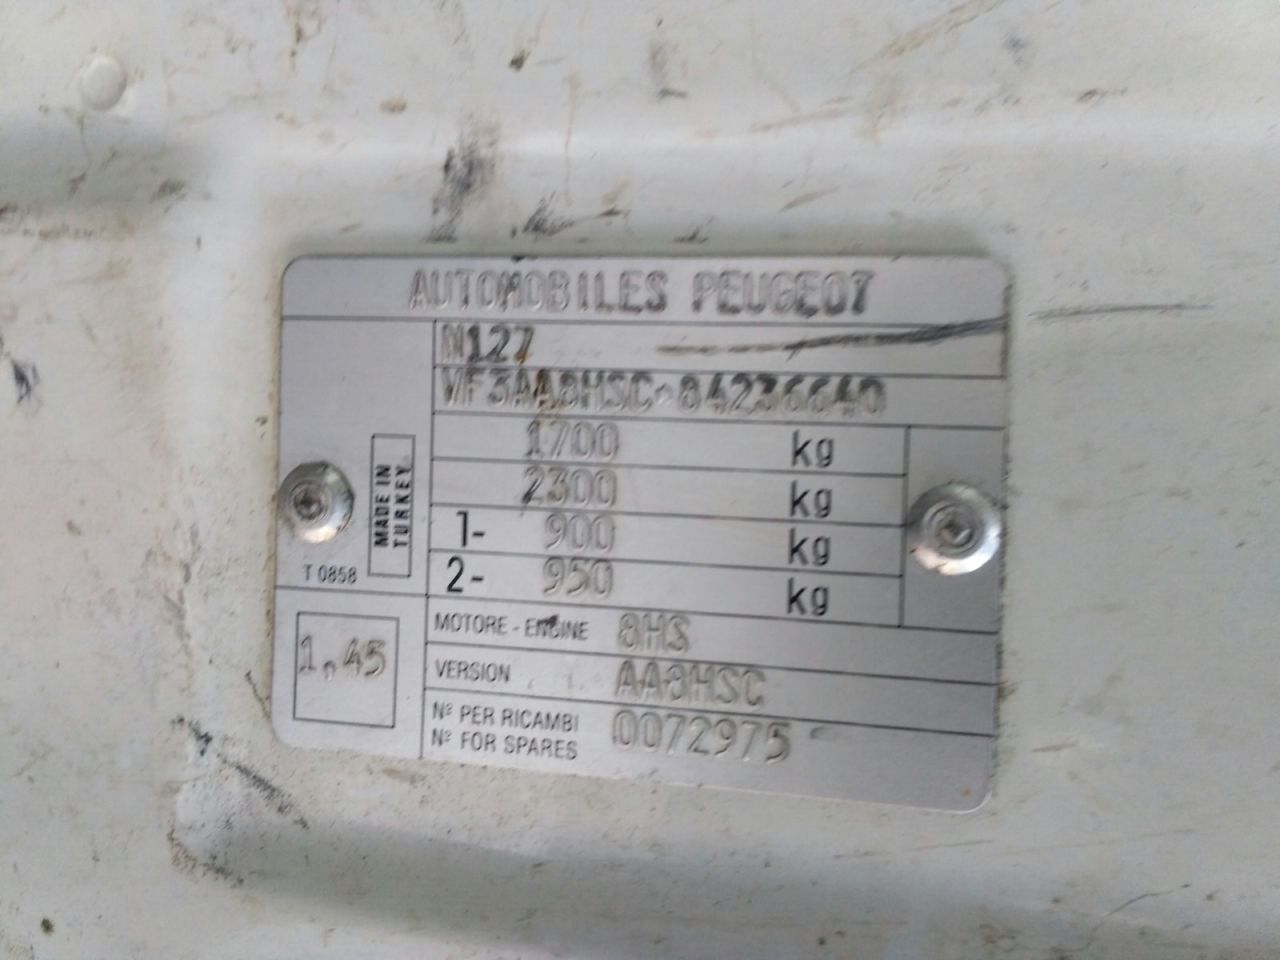 AUTOMOBILES PEUGEOT
N127
VF3AA8HSC*84236640
1700 kg
2300 kg
1- 900 kg
2- 950 kg
MADE IN
TURKEY
T 0858
1,45
MOTORE - ENGINE 8HS
VERSION AA8HSC
Nº PER RICAMBI
Nº FOR SPARES 0072975